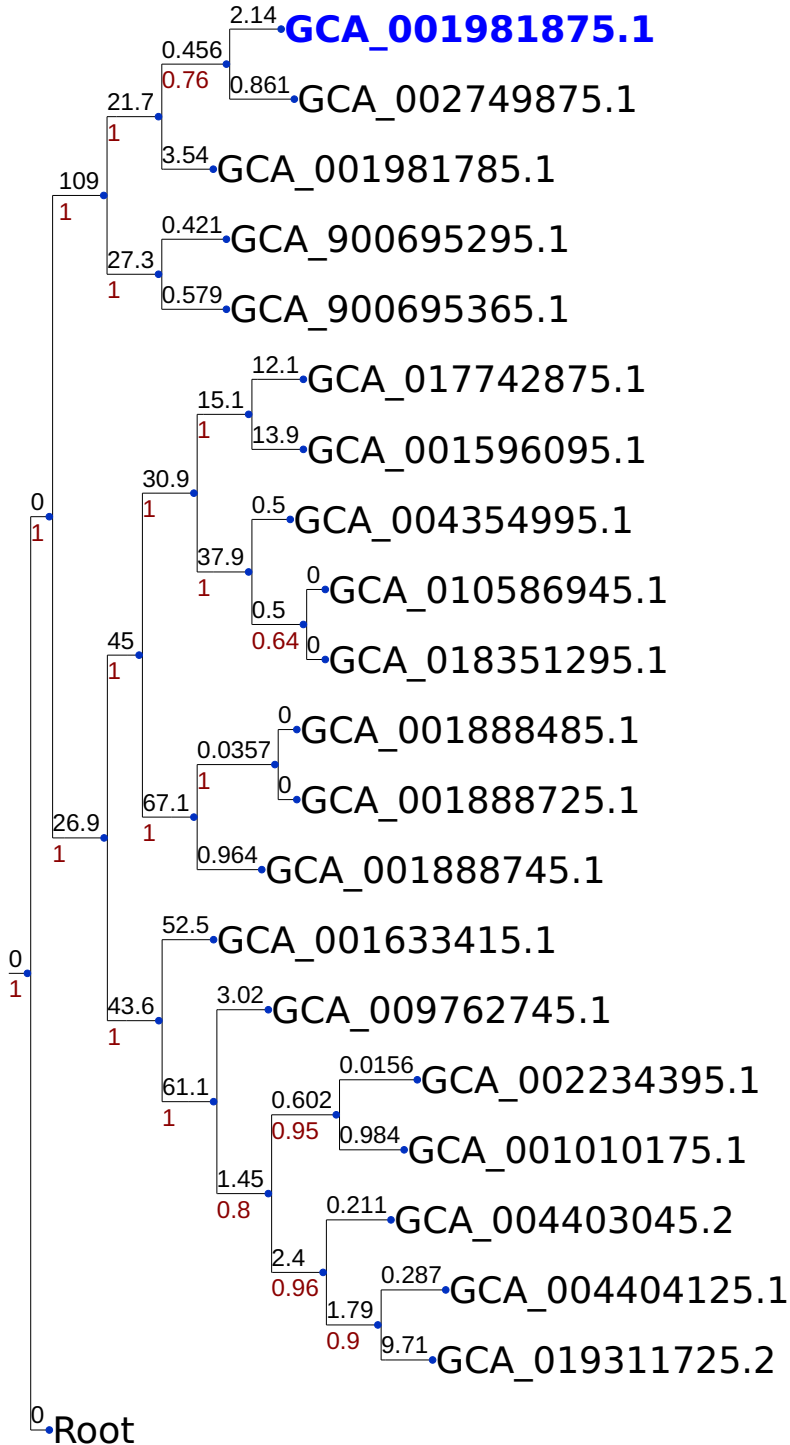 2.14
GCA_001981875.1
0.456
0.76
0.861
GCA_002749875.1
21.7
1
3.54
GCA_001981785.1
109
1
0.421
GCA_900695295.1
27.3
1
0.579
GCA_900695365.1
12.1
GCA_017742875.1
15.1
1
13.9
GCA_001596095.1
30.9
1
0.5
GCA_004354995.1
0
1
37.9
1
0
GCA_010586945.1
0.5
0.64
0
GCA_018351295.1
45
1
0
GCA_001888485.1
0.0357
1
0
GCA_001888725.1
67.1
1
26.9
1
0.964
GCA_001888745.1
52.5
GCA_001633415.1
0
1
43.6
1
3.02
GCA_009762745.1
0.0156
GCA_002234395.1
61.1
1
0.602
0.95
0.984
GCA_001010175.1
1.45
0.8
0.211
GCA_004403045.2
2.4
0.96
0.287
GCA_004404125.1
1.79
0.9
9.71
GCA_019311725.2
0
Root